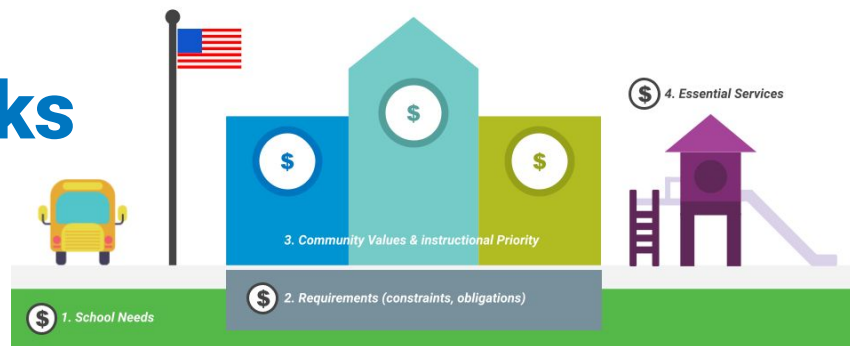 ks
$ 4. Essential Services
$
$
$
3. Community Values & instructional Priority
$ 2. Requirements (constraints, obligations)
$ 1. School Needs